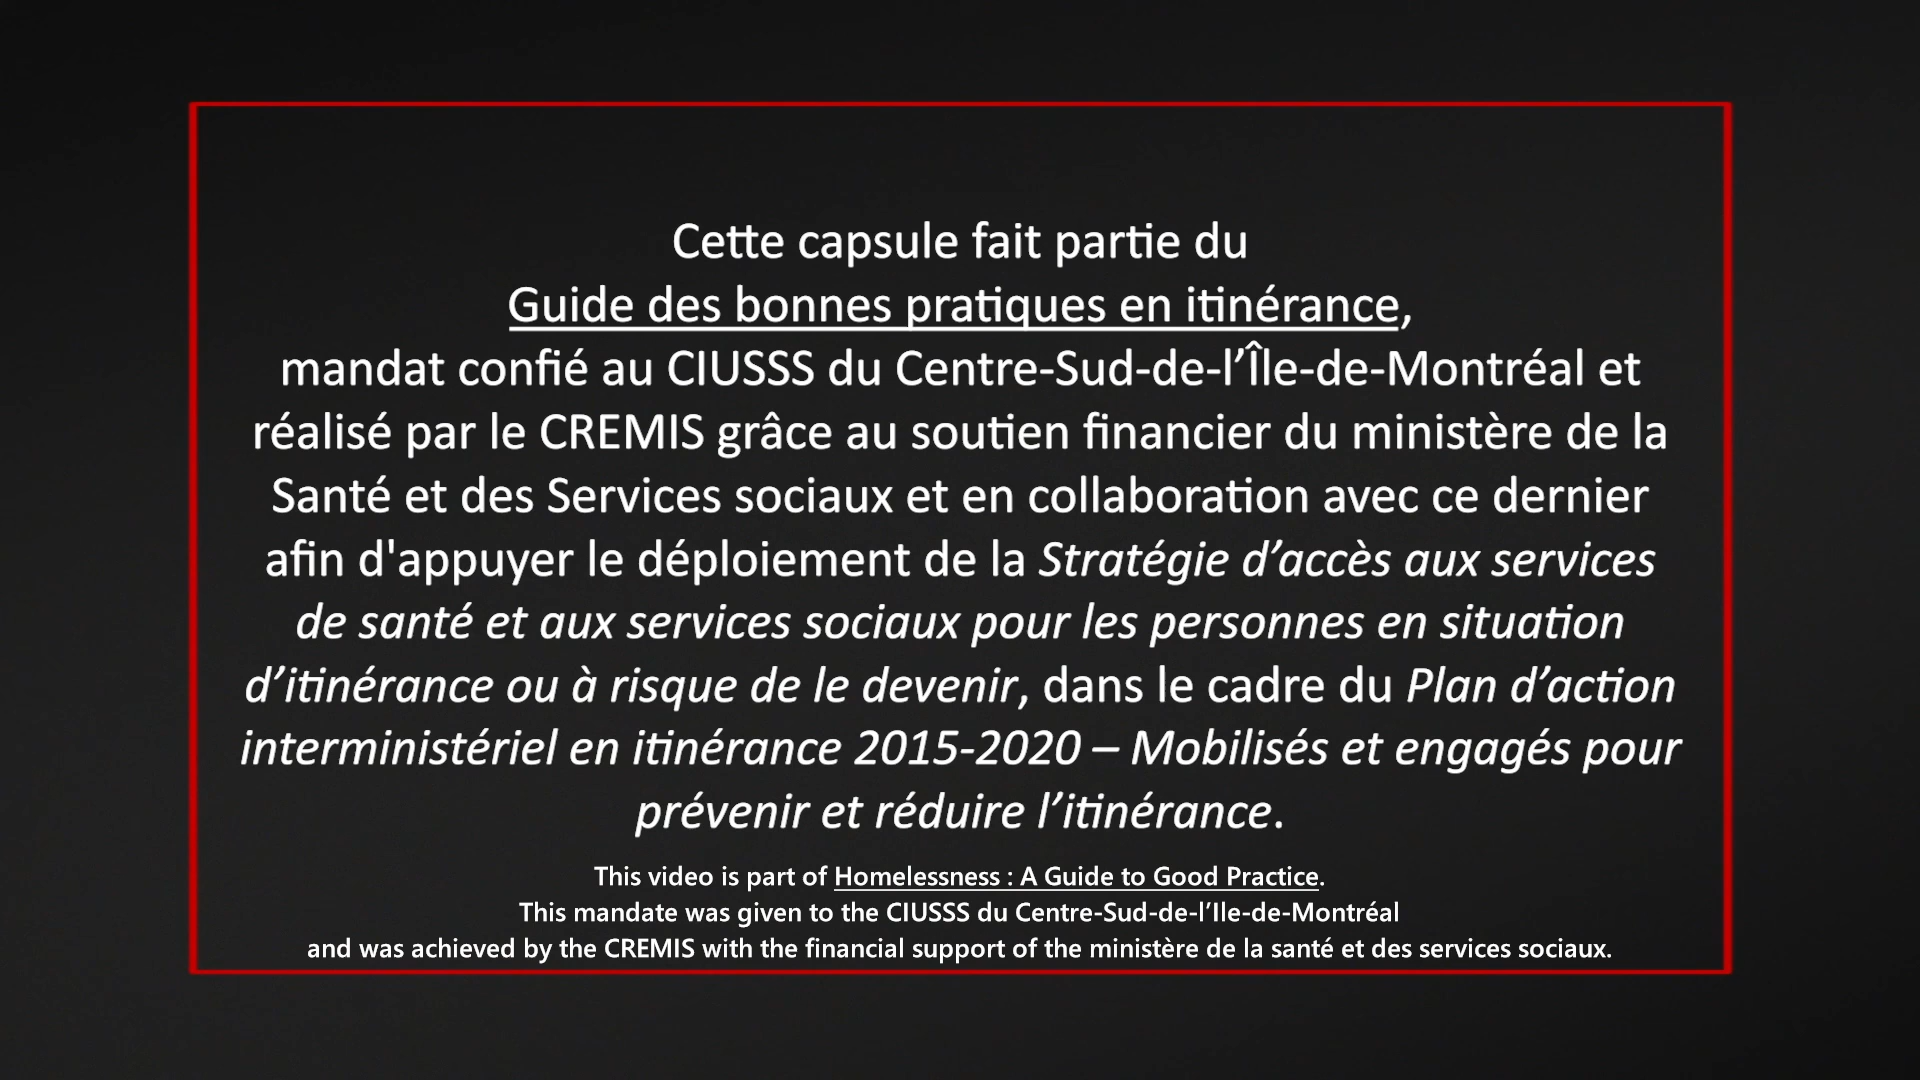 Cette capsule fait partie du
Guide des bonnes pratiques en itinérance,
mandat confié au CIUSSS du Centre-Sud-de-l’Île-de-Montréal et
réalisé par le CREMIS grâce au soutien financier du ministère de la
Santé et des Services sociaux et en collaboration avec ce dernier
afin d'appuyer le déploiement de la Stratégie d’accès aux services
de santé et aux services sociaux pour les personnes en situation
d’itinérance ou à risque de le devenir, dans le cadre du Plan d’action
interministériel en itinérance 2015-2020 – Mobilisés et engagés pour
prévenir et réduire l’itinérance.
This video is part of Homelessness : A Guide to Good Practice.
This mandate was given to the CIUSSS du Centre-Sud-de-l’Ile-de-Montréal
and was achieved by the CREMIS with the financial support of the ministère de la santé et des services sociaux.